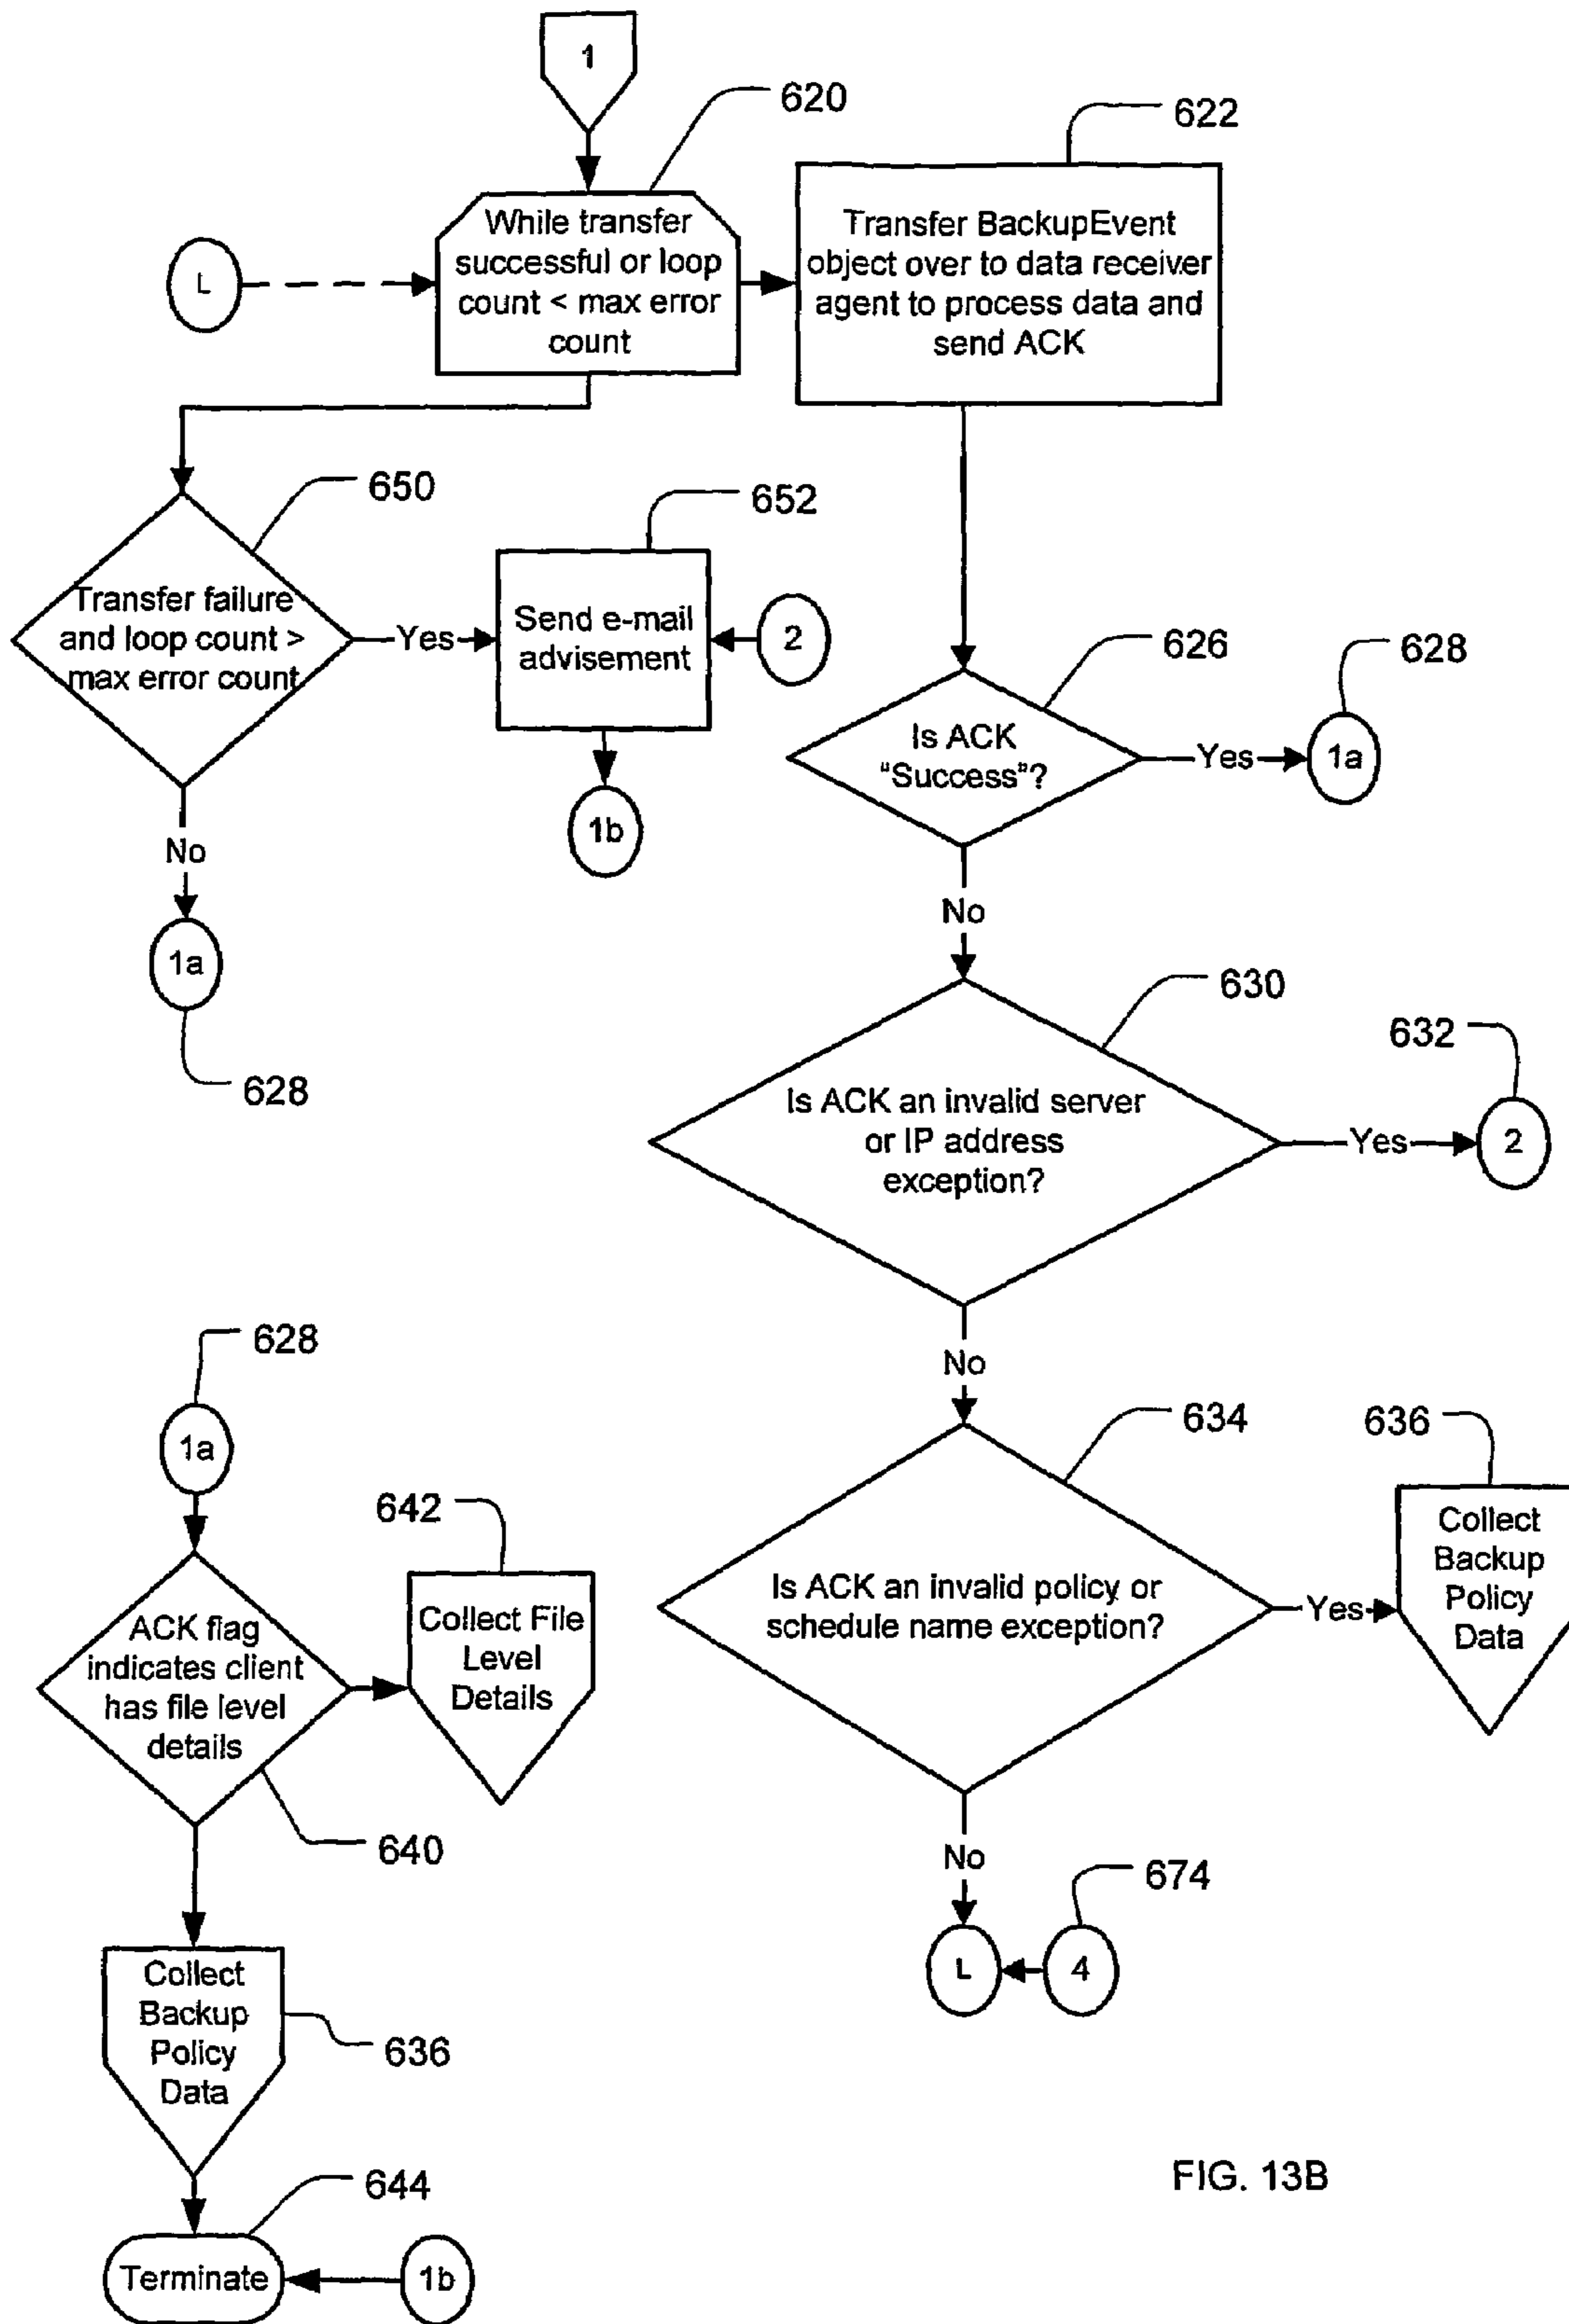 1
620
622
While transfer
successful or loop
count < max error
count
Transfer BackupEvent
object over to data receiver
agent to process data and
send ACK
L
650
652
Transfer failure
and loop count >
max error count
Yes
Send e-mail
advisement
2
626
628
Is ACK
"Success"?
Yes
1a
1b
No
No
1a
628
630
632
Is ACK an invalid server
or IP address
exception?
Yes
2
No
628
1a
634
636
642
Collect
Backup
Policy
Data
Is ACK an invalid policy or
schedule name exception?
Yes
ACK flag
indicates client
has file level
details
Collect File
Level
Details
640
No
674
L
4
Collect
Backup
Policy
Data
636
644
Terminate
1b
FIG. 13B